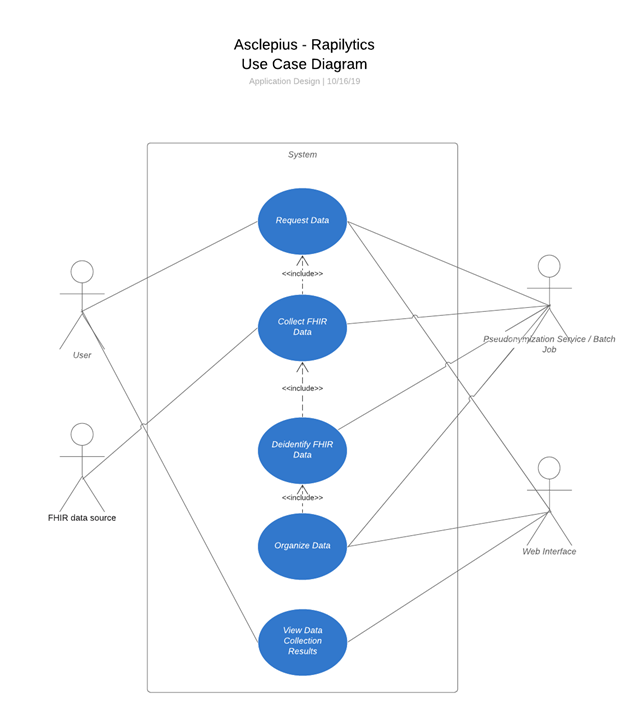 Asclepius - Rapilytics
Use Case Diagram
Application Design | 10/16/19
System
Request Data
<<include>>
Collect FHIR
Data
User
Pseudonymization Service / Batch
Job
<<include>>
Deidentify FHIR
Data
<<include>>
FHIR data source
Organize Data
Web Interface
View Data
Collection
Results